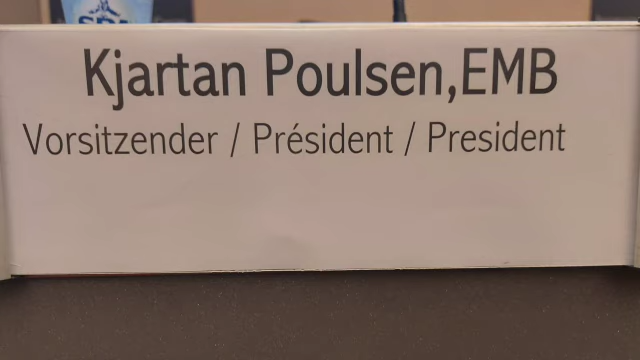 Kjartan Poulsen,EMB
Vorsitzender / Président / President